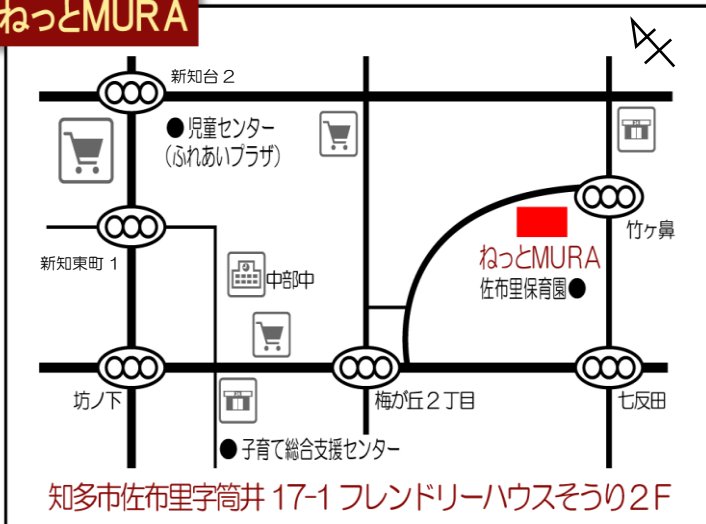 ねっとMURA
新知台2
児童センター
(ふれあいプラザ)
竹ヶ鼻
新知東町1
ねっとMURA
中部中
佐布里保育園
坊ノ下
梅が丘2丁目
七反田
子育て総合支援センター
知多市佐布里字筒井 17-1 フレンドリーハウスそうり2F